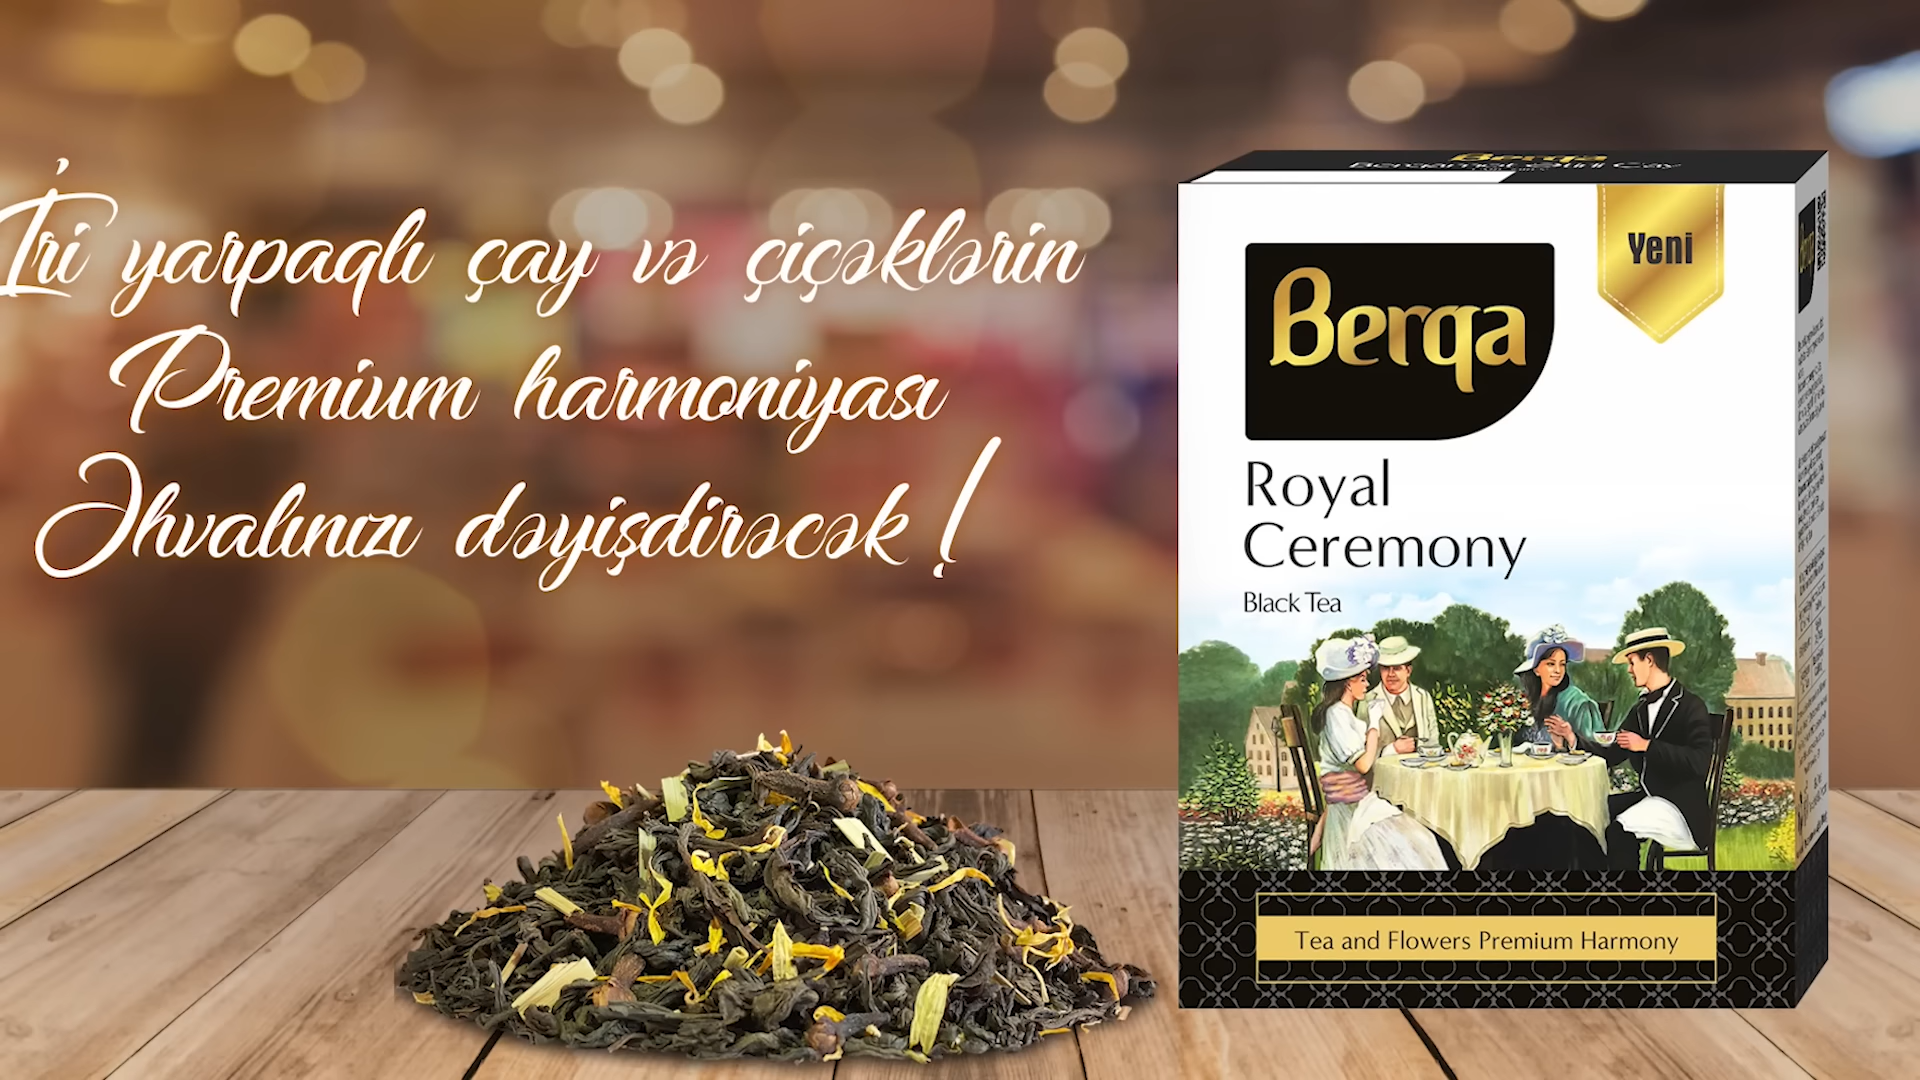 İri yarpaqlı çay və çiçəklərin
Premium harmoniyası
Əhvalınızı dəyişdirəcək!
Berqa
Yeni
Berqa
Royal
Ceremony
Black Tea
Tea and Flowers Premium Harmony